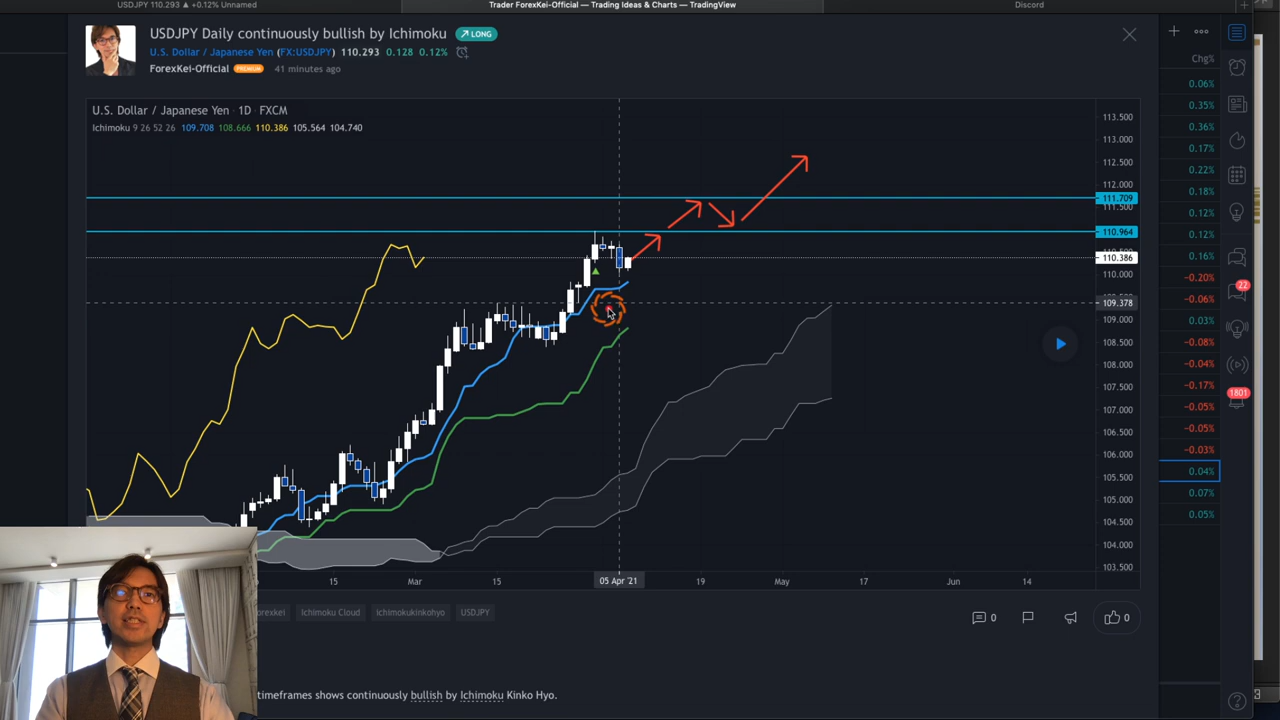 USDJPY 110.293 ▲ +0.12% Unnamed
Trader ForexKei-Official — Trading Ideas & Charts — TradingView
Discord
USDJPY Daily continuously bullish by Ichimoku
LONG
U.S. Dollar / Japanese Yen (FX:USDJPY) 110.293 0.128 0.12%
ForexKei-Official PREMIUM 41 minutes ago
U.S. Dollar / Japanese Yen · 1D · FXCM
Ichimoku 9 26 52 26 109.708 108.666 110.386 105.564 104.740
113.500
113.000
112.500
112.000
111.709
111.500
110.964
110.386
110.000
109.378
109.000
108.500
108.000
107.500
107.000
106.500
106.000
105.500
105.000
104.500
104.000
103.500
15
Mar
15
05 Apr '21
19
May
17
Jun
14
Chg%
0.06%
0.35%
0.36%
0.17%
0.22%
0.18%
0.12%
0.12%
0.16%
−0.20%
−0.06%
0.03%
−0.08%
−0.04%
−0.17%
−0.05%
−0.05%
−0.03%
0.04%
0.07%
0.05%
22
1801
orexkei
Ichimoku Cloud
ichimokukinkohyo
USDJPY
0
0
timeframes shows continuously bullish by Ichimoku Kinko Hyo.